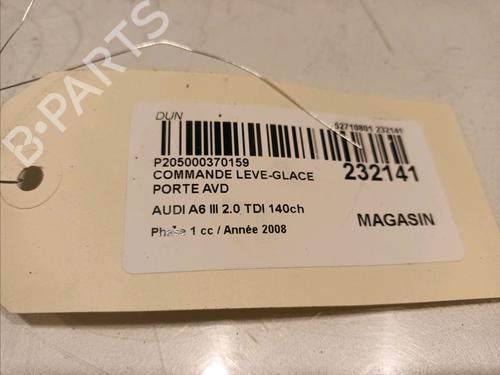 DUN
52710801 232141
P205000370159
COMMANDE LEVE-GLACE
232141
PORTE AVD
AUDI A6 III 2.0 TDI 140ch
MAGASIN
Phase 1 cc / Année 2008
B-PARTS